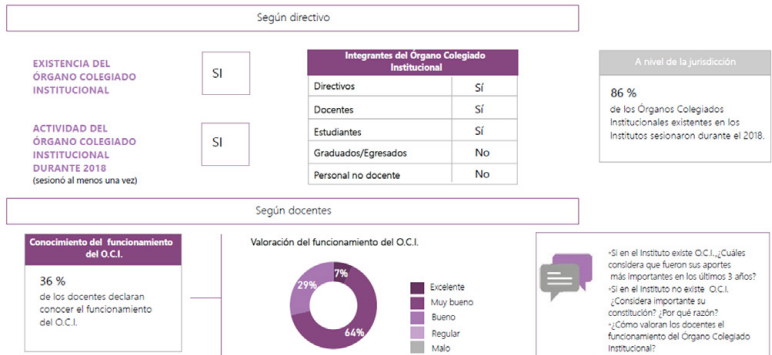 Según directivo
EXISTENCIA DEL
ÓRGANO COLEGIADO
INSTITUCIONAL
SI
ACTIVIDAD DEL
ÓRGANO COLEGIADO
INSTITUCIONAL
DURANTE 2018
(sesionó al menos una vez)
SI
Integrantes del Órgano Colegiado
Institucional
Directivos Sí
Docentes Sí
Estudiantes Sí
Graduados/Egresados No
Personal no docente No
A nivel de la jurisdicción
86 %
de los Órganos Colegiados
Institucionales existentes en los
Institutos sesionaron durante el 2018.
Según docentes
Conocimiento del funcionamiento
del O.C.I.
36 %
de los docentes declaran
conocer el funcionamiento
del O.C.I.
Valoración del funcionamiento del O.C.I.
7%
29%
64%
Excelente
Muy bueno
Bueno
Regular
Malo
-Si en el Instituto existe O.C.I.,¿Cuáles
considera que fueron sus aportes
más importantes en los últimos 3 años?
-Si en el Instituto no existe O.C.I.
¿Considera importante su
constitución? ¿Por qué razón?
-¿Cómo valoran los docentes el
funcionamiento del Órgano Colegiado
Institucional?